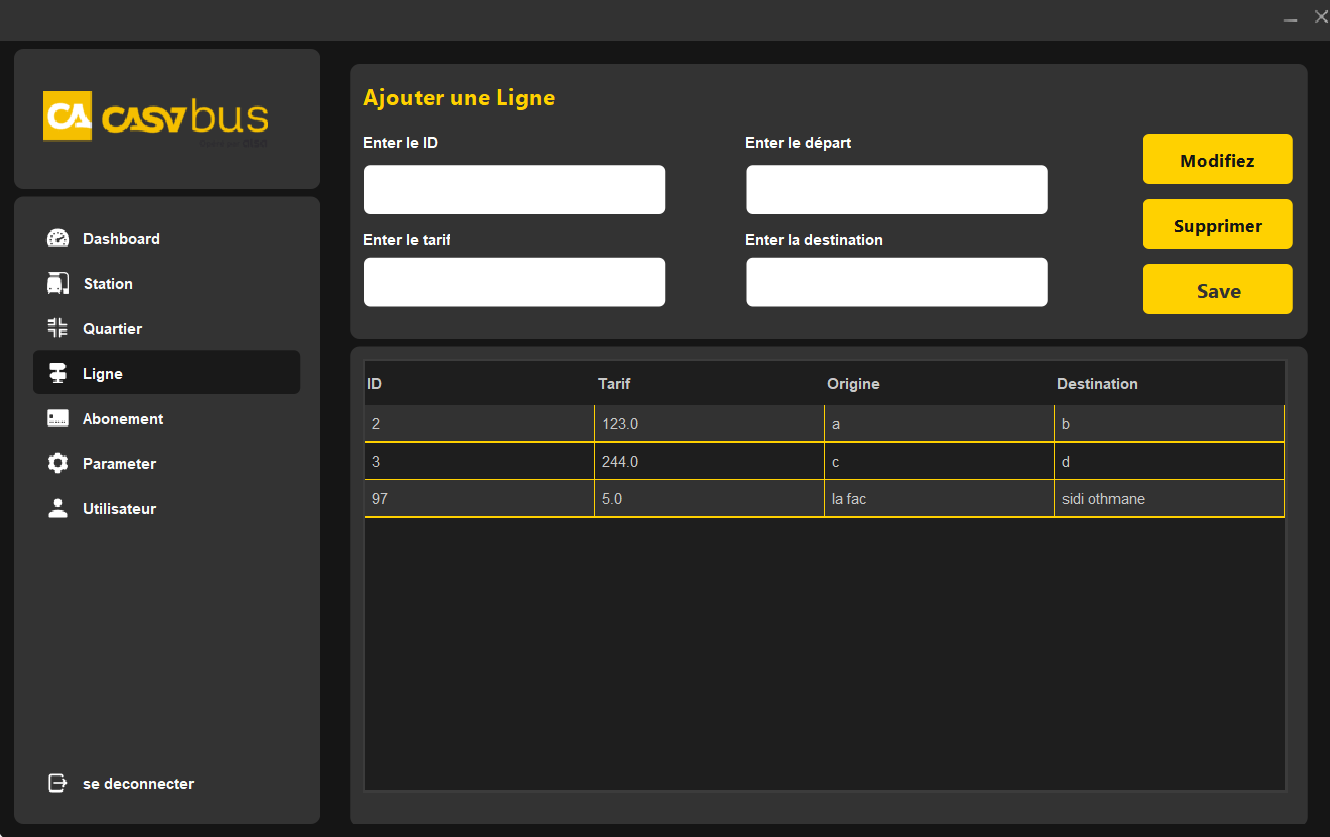 CA CASA bus
Dashboard
Station
Quartier
Ligne
Abonement
Parameter
Utilisateur
se deconnecter
Ajouter une Ligne
Enter le ID
Enter le départ
Enter le tarif
Enter la destination
Modifiez
Supprimer
Save
ID Tarif Origine Destination
2 123.0 a b
3 244.0 c d
97 5.0 la fac sidi othmane